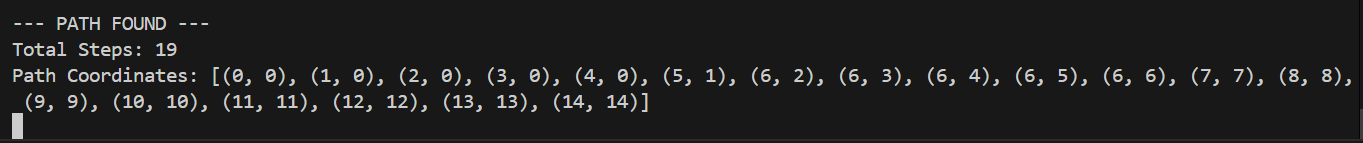 --- PATH FOUND ---
Total Steps: 19
Path Coordinates: [(0, 0), (1, 0), (2, 0), (3, 0), (4, 0), (5, 1), (6, 2), (6, 3), (6, 4), (6, 5), (6, 6), (7, 7), (8, 8),
(9, 9), (10, 10), (11, 11), (12, 12), (13, 13), (14, 14)]